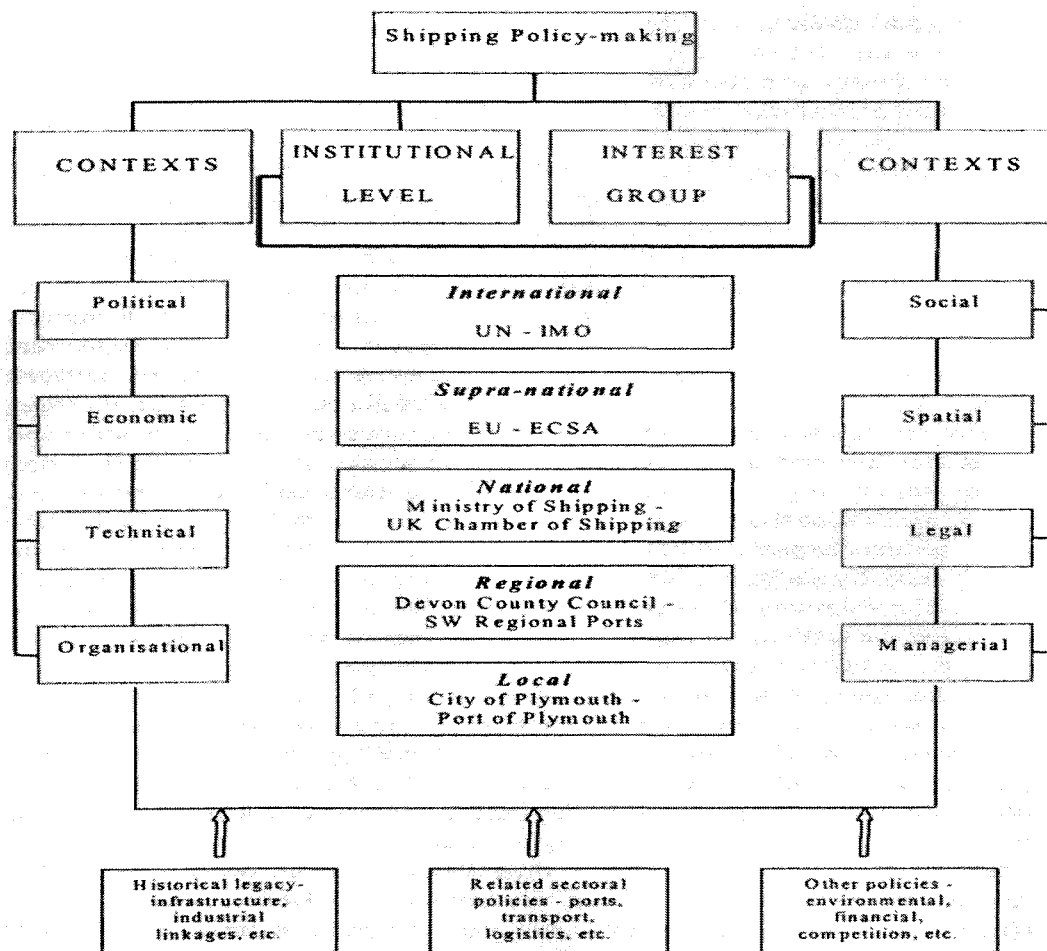 Shipping Policy-making
CONTEXTS
INSTITUTIONAL
LEVEL
INTEREST
GROUP
CONTEXTS
Political
Economic
Technical
Organisational
International
UN - IMO
Supra-national
EU - ECSA
National
Ministry of Shipping -
UK Chamber of Shipping
Regional
Devon County Council -
SW Regional Ports
Local
City of Plymouth -
Port of Plymouth
Social
Spatial
Legal
Managerial
Historical legacy-
infrastructure,
industrial
linkages, etc.
Related sectoral
policies - ports,
transport,
logistics, etc.
Other policies -
environmental,
financial,
competition, etc.